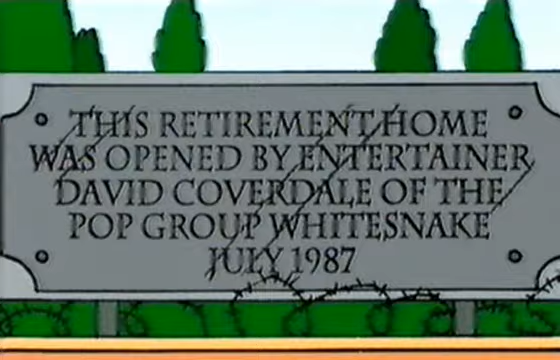 THIS RETIREMENT HOME
WAS OPENED BY ENTERTAINER
DAVID COVERDALE OF THE
POP GROUP WHITESNAKE
JULY 1987